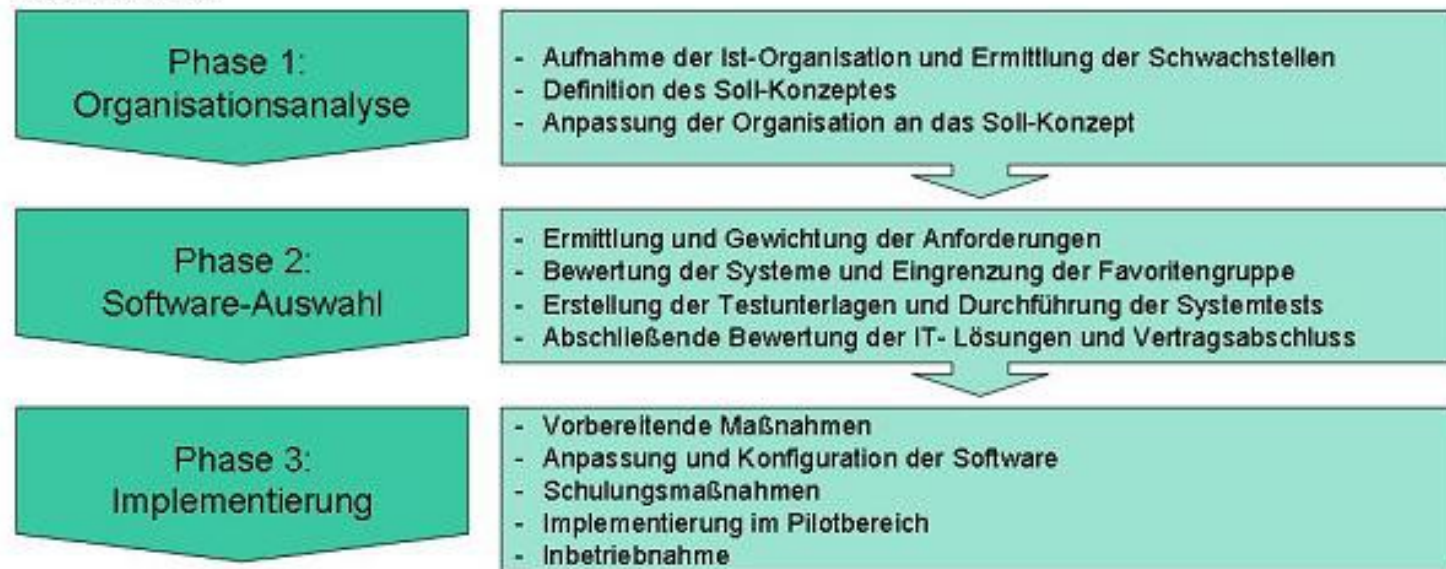 Phase 1:
Organisationsanalyse
- Aufnahme der Ist-Organisation und Ermittlung der Schwachstellen
- Definition des Soll-Konzeptes
- Anpassung der Organisation an das Soll-Konzept
Phase 2:
Software-Auswahl
- Ermittlung und Gewichtung der Anforderungen
- Bewertung der Systeme und Eingrenzung der Favoritengruppe
- Erstellung der Testunterlagen und Durchführung der Systemtests
- Abschließende Bewertung der IT- Lösungen und Vertragsabschluss
Phase 3:
Implementierung
- Vorbereitende Maßnahmen
- Anpassung und Konfiguration der Software
- Schulungsmaßnahmen
- Implementierung im Pilotbereich
- Inbetriebnahme